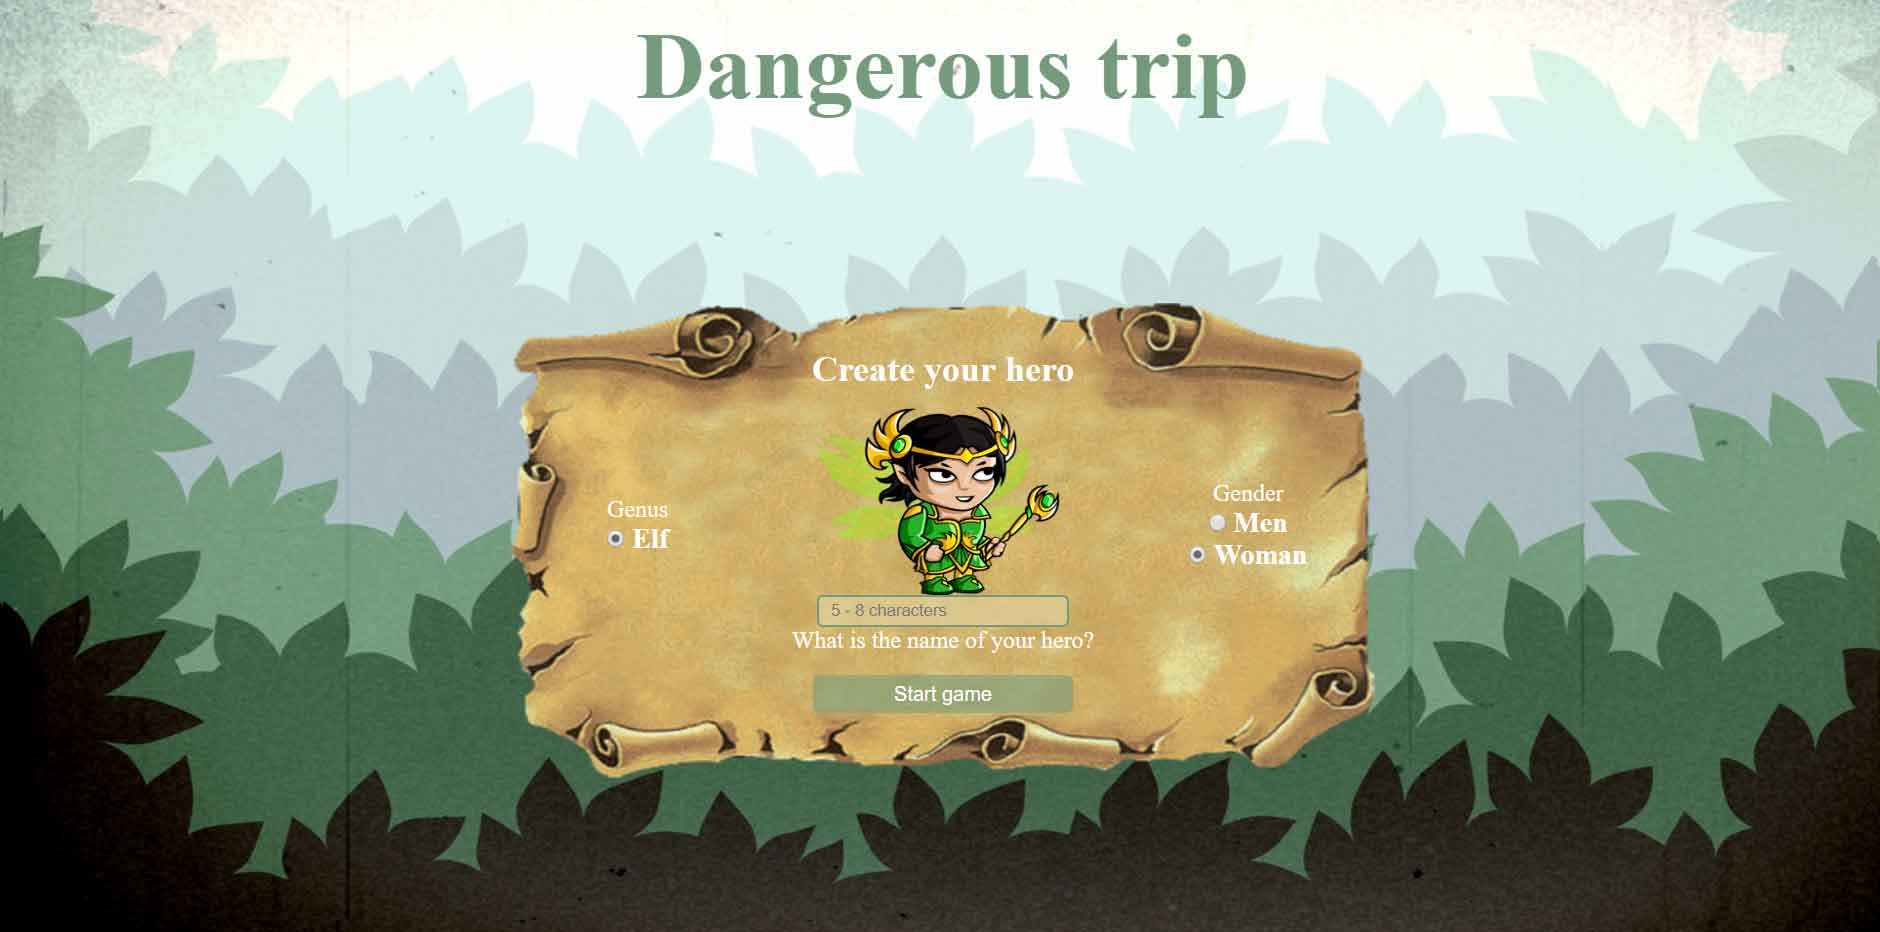 Dangerous trip
Create your hero
Genus
Elf
Gender
Men
Woman
5 - 8 characters
What is the name of your hero?
Start game